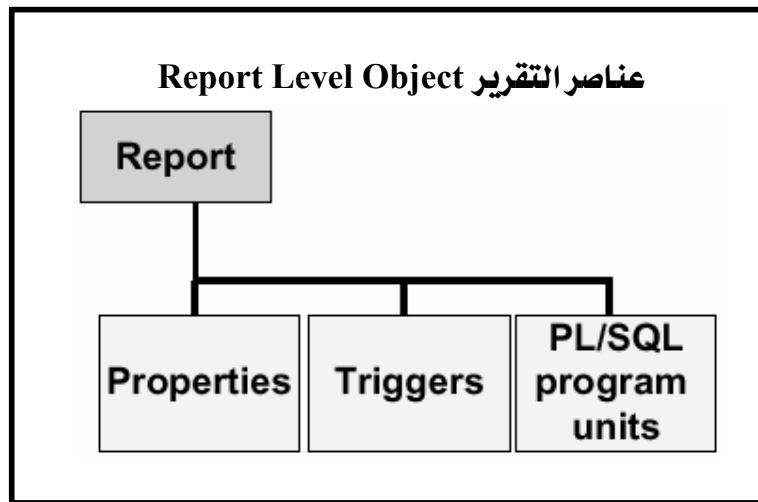 عناصر التقرير Report Level Object
Report
Properties
Triggers
PL/SQL
program
units